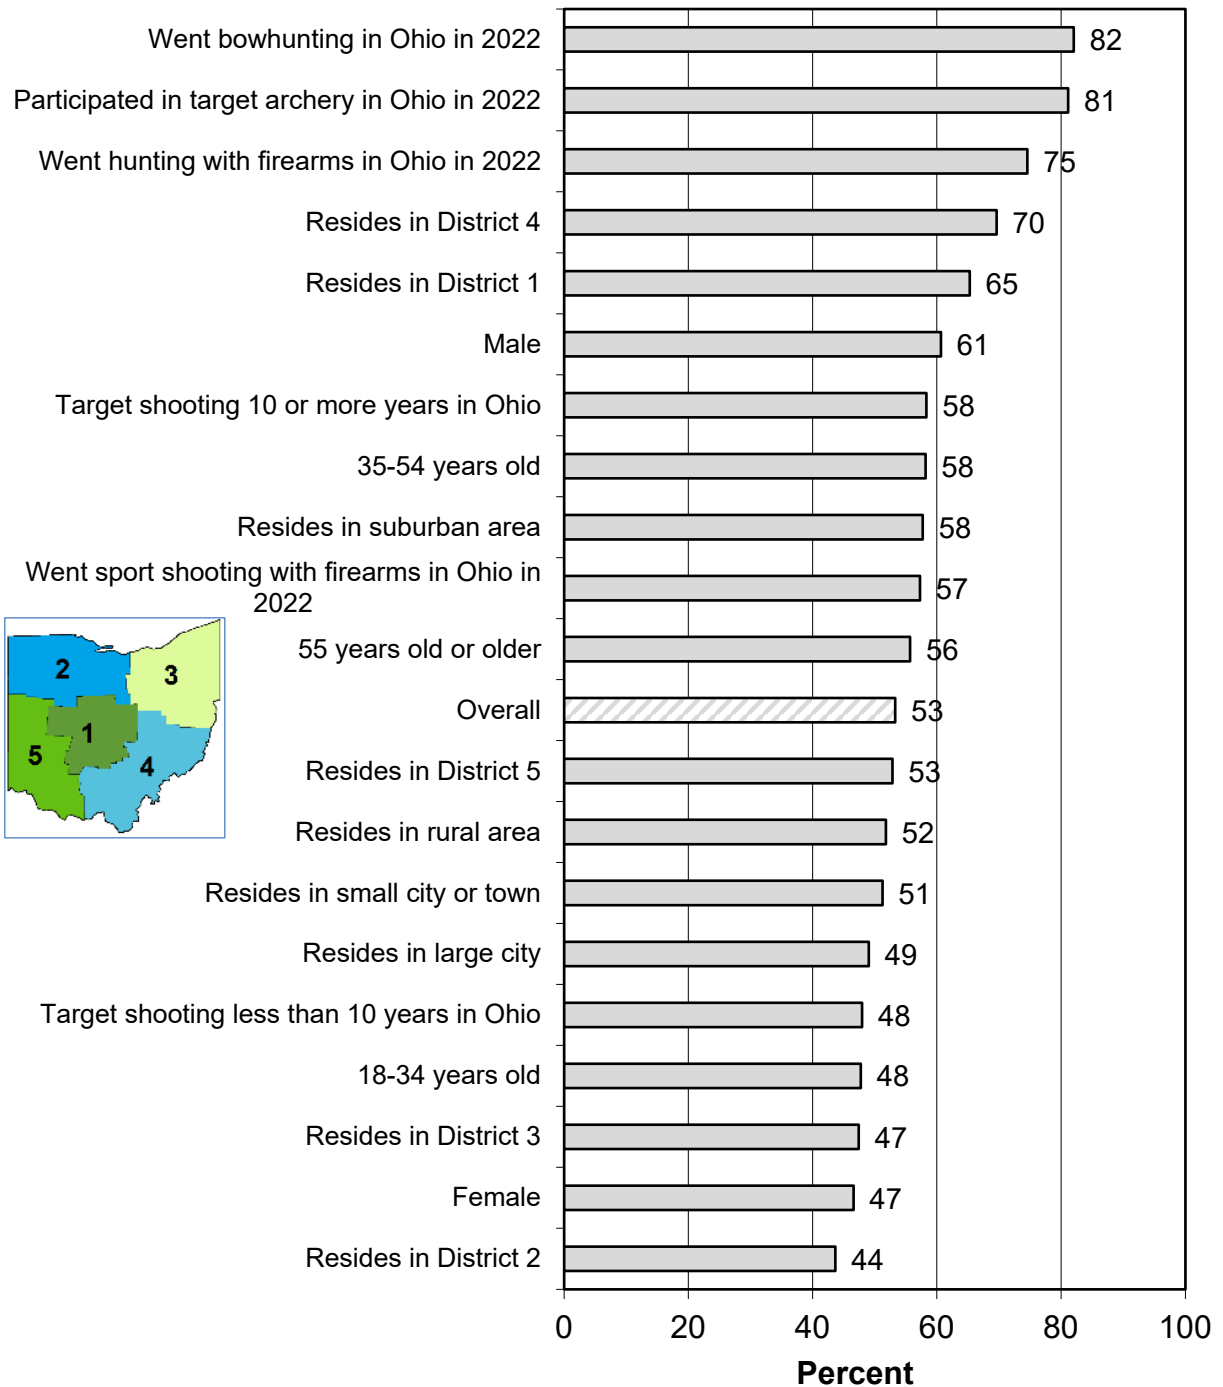 Went bowhunting in Ohio in 2022 82
Participated in target archery in Ohio in 2022 81
Went hunting with firearms in Ohio in 2022 75
Resides in District 4 70
Resides in District 1 65
Male 61
Target shooting 10 or more years in Ohio 58
35-54 years old 58
Resides in suburban area 58
Went sport shooting with firearms in Ohio in
2022 57
55 years old or older 56
Overall 53
Resides in District 5 53
Resides in rural area 52
Resides in small city or town 51
Resides in large city 49
Target shooting less than 10 years in Ohio 48
18-34 years old 48
Resides in District 3 47
Female 47
Resides in District 2 44
2
3
1
5
4
0 20 40 60 80 100
Percent